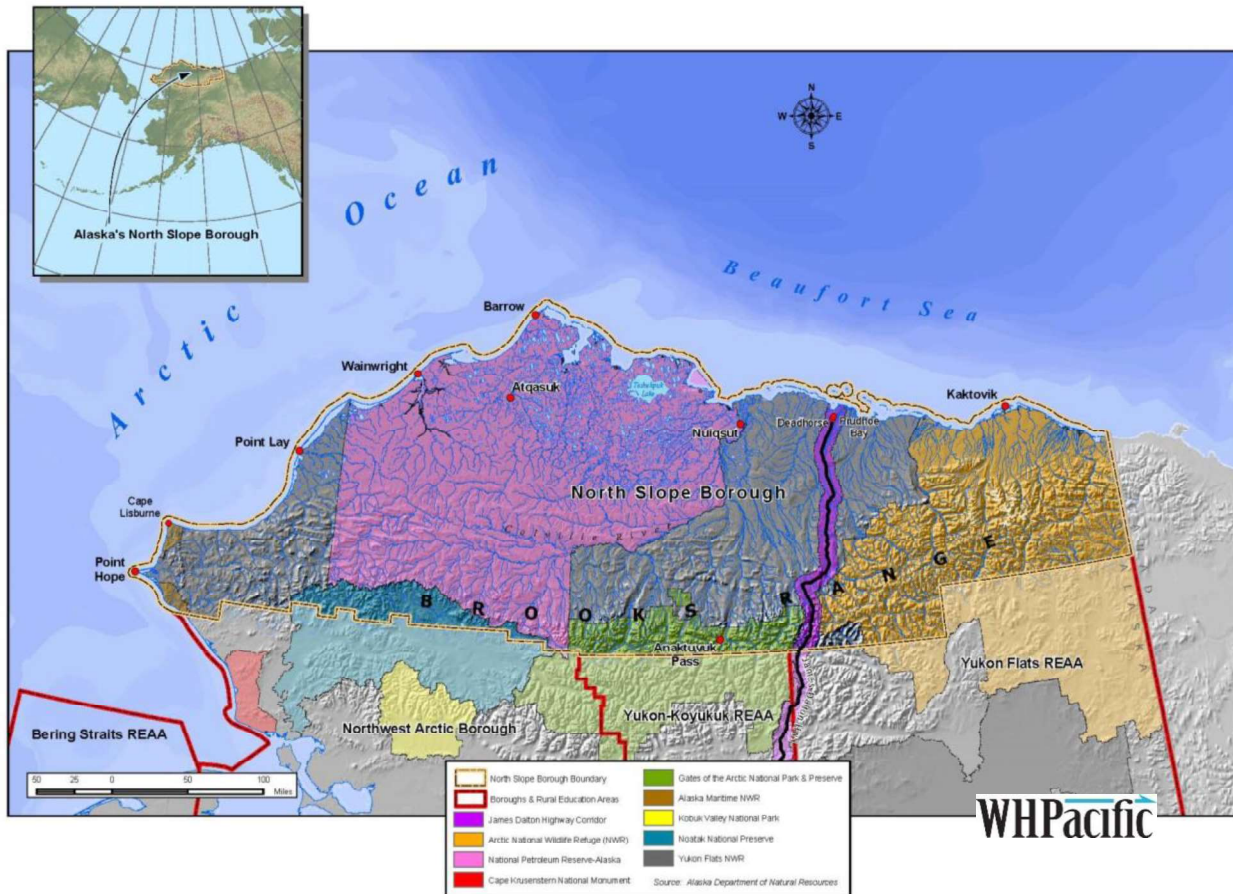 Alaska's North Slope Borough
N
W E
S
Arctic Ocean
Beaufort Sea
Barrow
Wainwright
Atqasuk
Kaktovik
Point Lay
Nuiqsut
Deadhorse
Prudhoe
Bay
Cape
Lisburne
North Slope Borough
Colville River
Point
Hope
BROOKS RANGE
Anaktuvuk
Pass
Yukon Flats REAA
Northwest Arctic Borough
Yukon-Koyukuk REAA
Bering Straits REAA
50 25 0 50 100
Miles
North Slope Borough Boundary
Boroughs & Rural Education Areas
James Dalton Highway Corridor
Arctic National Wildlife Refuge (NWR)
National Petroleum Reserve-Alaska
Cape Krusenstern National Monument
Gates of the Arctic National Park & Preserve
Alaska Maritime NWR
Kobuk Valley National Park
Noatak National Preserve
Yukon Flats NWR
Source: Alaska Department of Natural Resources
WHPacific